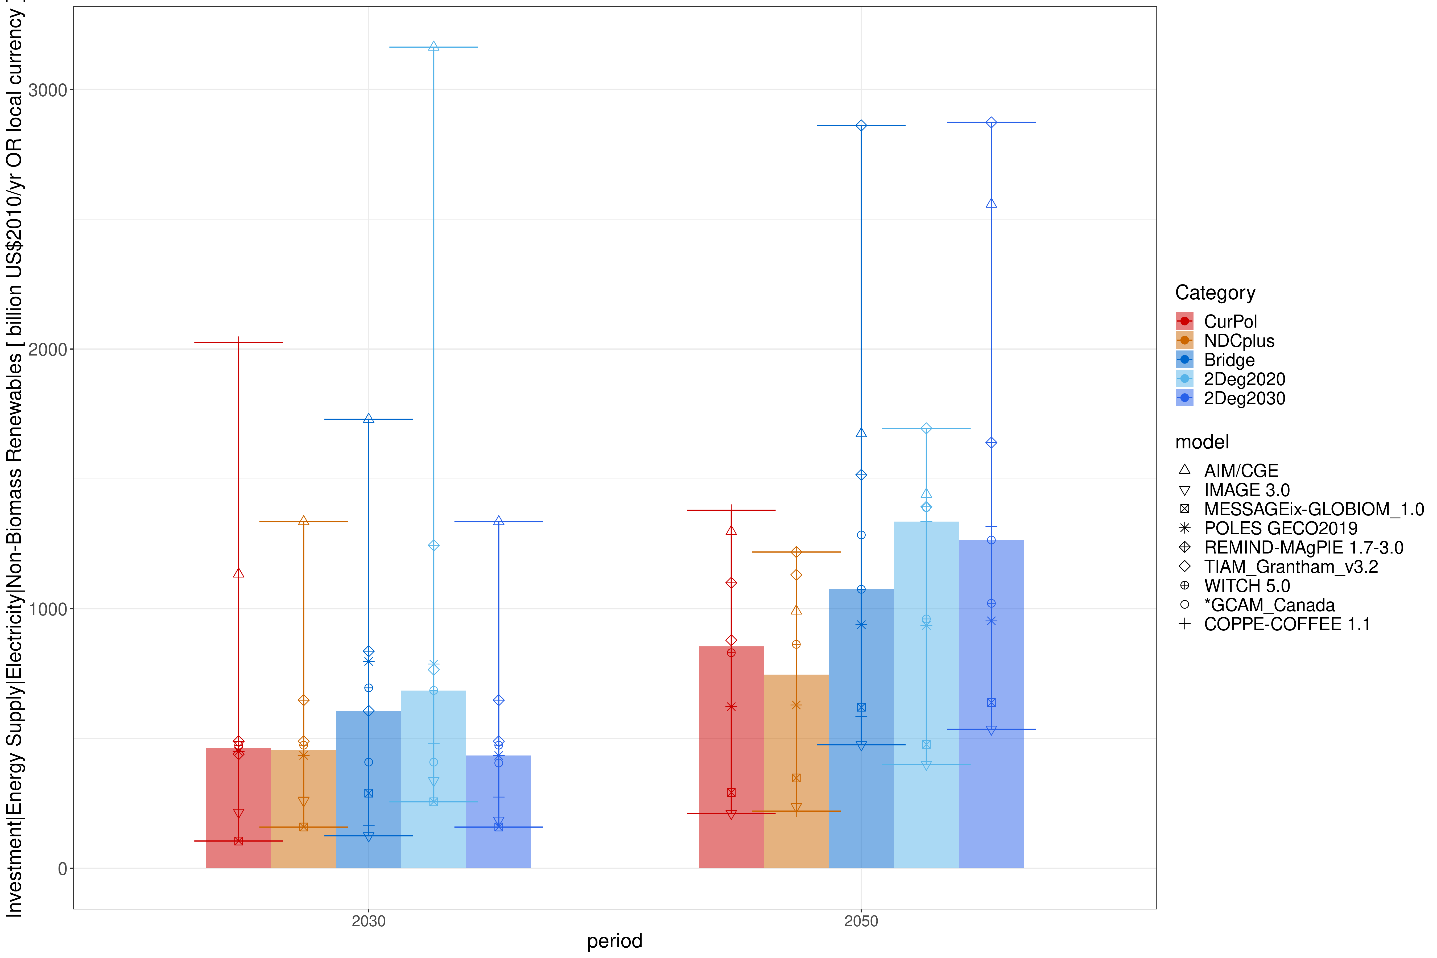 Investment|Energy Supply|Electricity|Non-Biomass Renewables [ billion US$2010/yr OR local currency
3000
2000
1000
0
2030
2050
period
Category
CurPol
NDCplus
Bridge
2Deg2020
2Deg2030
model
AIM/CGE
IMAGE 3.0
MESSAGEix-GLOBIOM_1.0
POLES GECO2019
REMIND-MAgPIE 1.7-3.0
TIAM_Grantham_v3.2
WITCH 5.0
*GCAM_Canada
COPPE-COFFEE 1.1